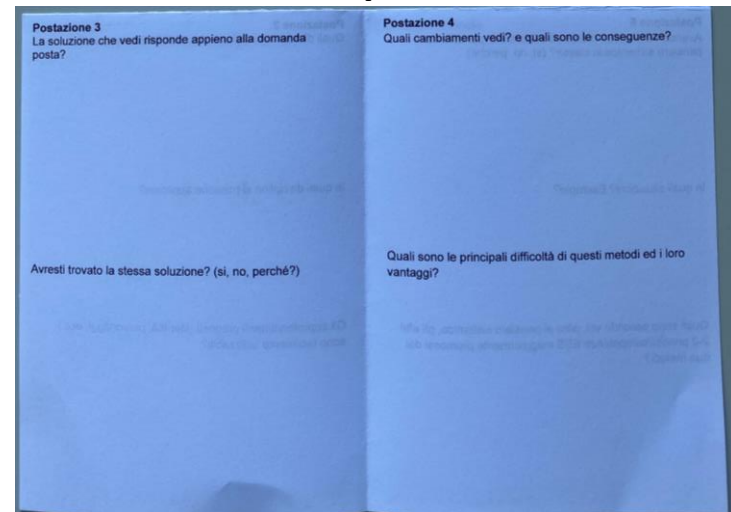 Postazione 3
La soluzione che vedi risponde appieno alla domanda
posta?
Avresti trovato la stessa soluzione? (si, no, perché?)
Postazione 4
Quali cambiamenti vedi? e quali sono le conseguenze?
Quali sono le principali difficoltà di questi metodi ed i loro
vantaggi?